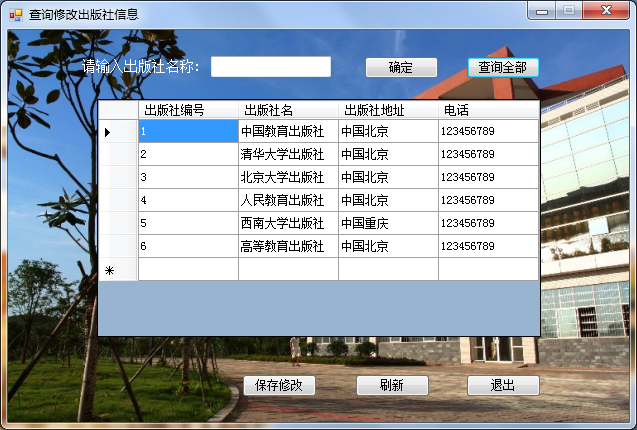 查询修改出版社信息
请输入出版社名称: 确定 查询全部
出版社编号 出版社名 出版社地址 电话
1 中国教育出版社 中国北京 123456789
2 清华大学出版社 中国北京 123456789
3 北京大学出版社 中国北京 123456789
4 人民教育出版社 中国北京 123456789
5 西南大学出版社 中国重庆 123456789
6 高等教育出版社 中国北京 123456789
保存修改 刷新 退出